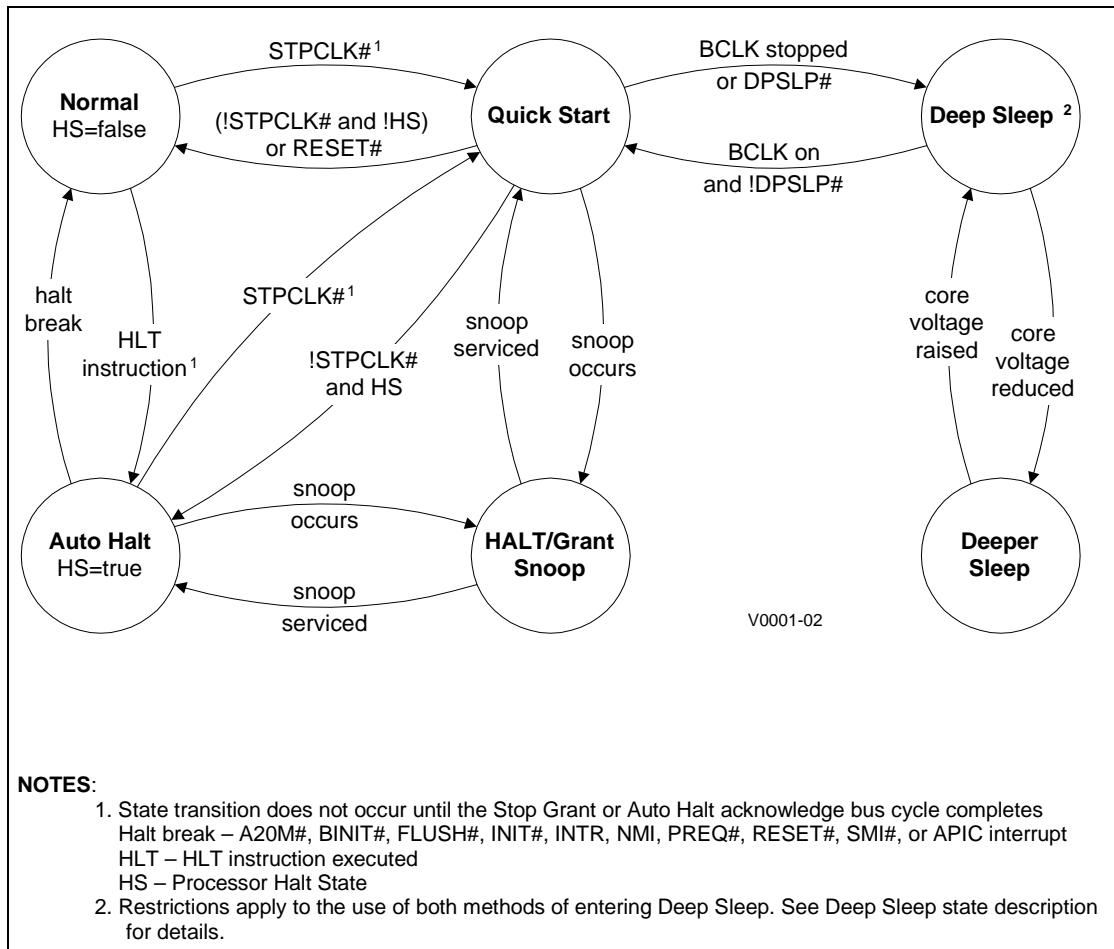 STPCLK# ¹
BCLK stopped
or DPSLP#
Normal
HS=false
Quick Start
Deep Sleep ²
(!STPCLK# and !HS)
or RESET#
BCLK on
and !DPSLP#
halt
break
HLT
instruction ¹
STPCLK# ¹
!STPCLK#
and HS
snoop
serviced
snoop
occurs
core
voltage
raised
core
voltage
reduced
Auto Halt
HS=true
snoop
occurs
HALT/Grant
Snoop
Deeper
Sleep
snoop
serviced
V0001-02
NOTES:
1. State transition does not occur until the Stop Grant or Auto Halt acknowledge bus cycle completes
Halt break – A20M#, BINIT#, FLUSH#, INIT#, INTR, NMI, PREQ#, RESET#, SMI#, or APIC interrupt
HLT – HLT instruction executed
HS – Processor Halt State
2. Restrictions apply to the use of both methods of entering Deep Sleep. See Deep Sleep state description
for details.